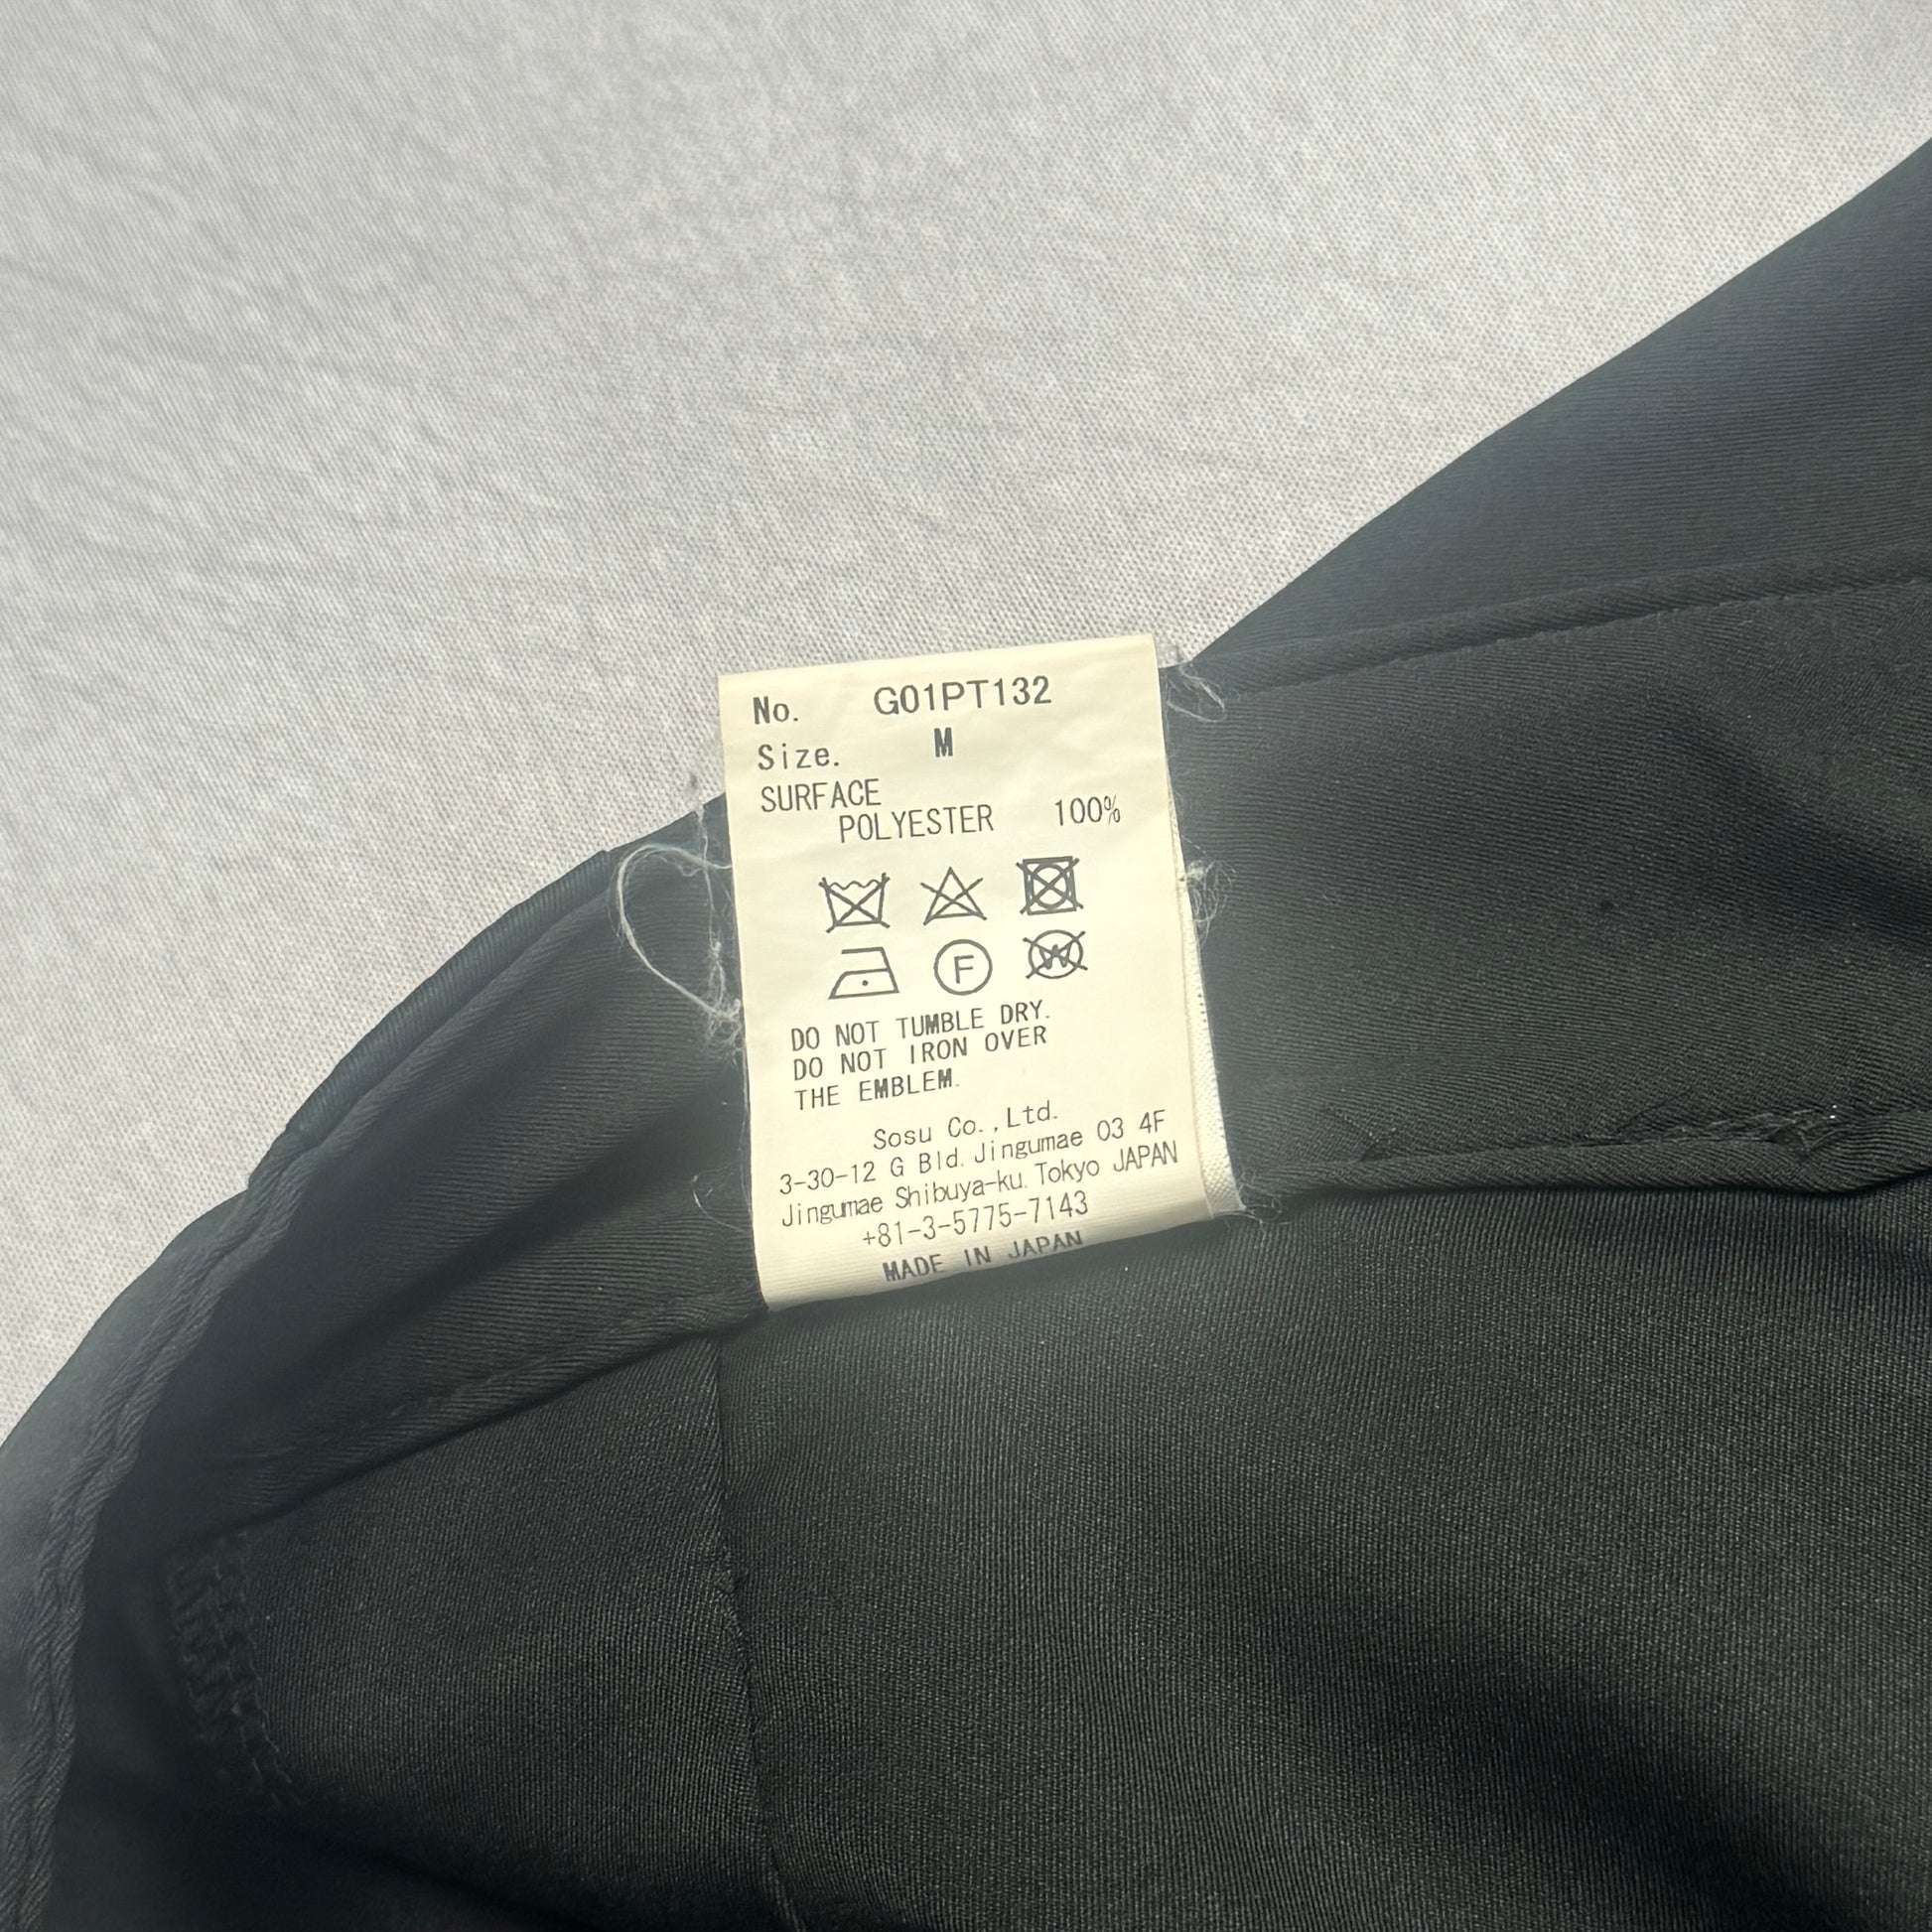 No. G01PT132
Size. M
SURFACE
POLYESTER 100%
F W
DO NOT TUMBLE DRY.
DO NOT IRON OVER
THE EMBLEM.
Sosu Co.,Ltd.
3-30-12 G Bld. Jingumae 03 4F
Jingumae Shibuya-ku. Tokyo JAPAN
+81-3-5775-7143
MADE IN JAPAN